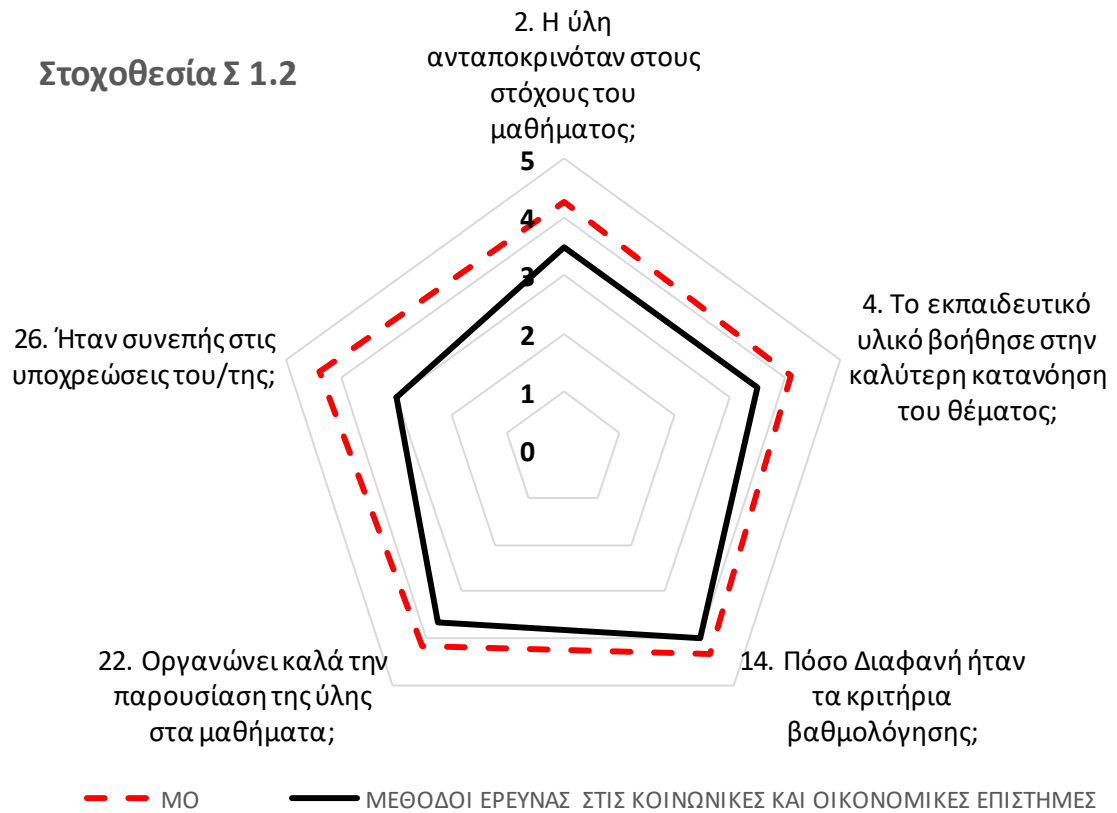 Στοχοθεσία Σ 1.2
2. Η ύλη
ανταποκρινόταν στους
στόχους του
μαθήματος;
5
4
3
2
1
0
4. Το εκπαιδευτικό
υλικό βοήθησε στην
καλύτερη κατανόηση
του θέματος;
14. Πόσο Διαφανή ήταν
τα κριτήρια
βαθμολόγησης;
22. Οργανώνει καλά την
παρουσίαση της ύλης
στα μαθήματα;
26. Ήταν συνεπής στις
υποχρεώσεις του/της;
ΜΟ
ΜΕΘΟΔΟΙ ΕΡΕΥΝΑΣ ΣΤΙΣ ΚΟΙΝΩΝΙΚΕΣ ΚΑΙ ΟΙΚΟΝΟΜΙΚΕΣ ΕΠΙΣΤΗΜΕΣ